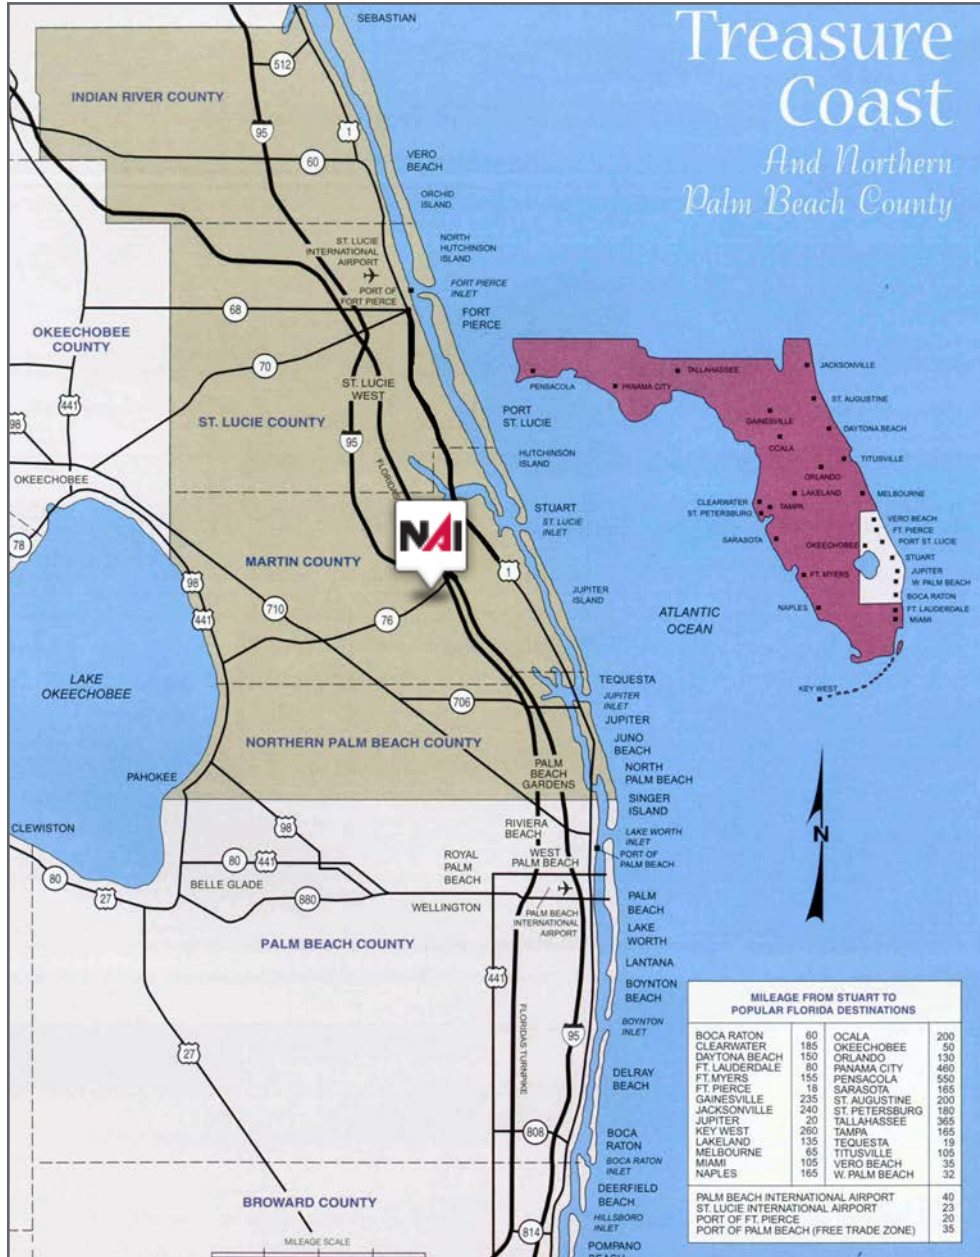 Treasure
Coast
And Northern
Palm Beach County
SEBASTIAN
512
INDIAN RIVER COUNTY
95
1
60
VERO
BEACH
ORCHID
ISLAND
ST. LUCIE
INTERNATIONAL
AIRPORT
NORTH
HUTCHINSON
ISLAND
PORT OF
FORT PIERCE
FORT PIERCE
INLET
68
FORT
PIERCE
OKEECHOBEE
COUNTY
70
ST. LUCIE
WEST
441
98
ST. LUCIE COUNTY
95
PORT
ST. LUCIE
HUTCHINSON
ISLAND
FLORIDAS
OKEECHOBEE
STUART
ST. LUCIE
INLET
NAI
78
MARTIN COUNTY
98
441
710
76
1
JUPITER
ISLAND
ATLANTIC
OCEAN
LAKE
OKEECHOBEE
TEQUESTA
JUPITER
INLET
706
JUPITER
NORTHERN PALM BEACH COUNTY
JUNO
BEACH
PAHOKEE
PALM
BEACH
GARDENS
NORTH
PALM BEACH
SINGER
ISLAND
CLEWISTON
98
RIVIERA
BEACH
LAKE WORTH
INLET
PORT OF
PALM BEACH
80
441
ROYAL
PALM
BEACH
WEST
PALM BEACH
80
27
BELLE GLADE
880
WELLINGTON
PALM BEACH
INTERNATIONAL
AIRPORT
PALM
BEACH
PALM BEACH COUNTY
LAKE
WORTH
LANTANA
441
BOYNTON
BEACH
FLORIDAS TURNPIKE
95
BOYNTON
INLET
27
DELRAY
BEACH
808
BOCA
RATON
BOCA RATON
INLET
BROWARD COUNTY
DEERFIELD
BEACH
HILLSBORO
INLET
814
MILEAGE SCALE
POMPANO
BEACH
PENSACOLA
PANAMA CITY
TALLAHASSEE
JACKSONVILLE
ST. AUGUSTINE
GAINESVILLE
OCALA
DAYTONA BEACH
TITUSVILLE
ORLANDO
LAKELAND
MELBOURNE
CLEARWATER
TAMPA
ST. PETERSBURG
VERO BEACH
FT. PIERCE
PORT ST. LUCIE
SARASOTA
OKEECHOBEE
STUART
JUPITER
FT. MYERS
W. PALM BEACH
BOCA RATON
NAPLES
FT. LAUDERDALE
MIAMI
KEY WEST
N
MILEAGE FROM STUART TO
POPULAR FLORIDA DESTINATIONS
BOCA RATON 60 OCALA 200
CLEARWATER 185 OKEECHOBEE 50
DAYTONA BEACH 150 ORLANDO 130
FT. LAUDERDALE 80 PANAMA CITY 460
FT. MYERS 155 PENSACOLA 550
FT. PIERCE 18 SARASOTA 165
GAINESVILLE 235 ST. AUGUSTINE 200
JACKSONVILLE 240 ST. PETERSBURG 180
JUPITER 20 TALLAHASSEE 365
KEY WEST 260 TAMPA 165
LAKELAND 135 TEQUESTA 19
MELBOURNE 65 TITUSVILLE 105
MIAMI 105 VERO BEACH 35
NAPLES 165 W. PALM BEACH 32
PALM BEACH INTERNATIONAL AIRPORT 40
ST. LUCIE INTERNATIONAL AIRPORT 23
PORT OF FT. PIERCE 20
PORT OF PALM BEACH (FREE TRADE ZONE) 35